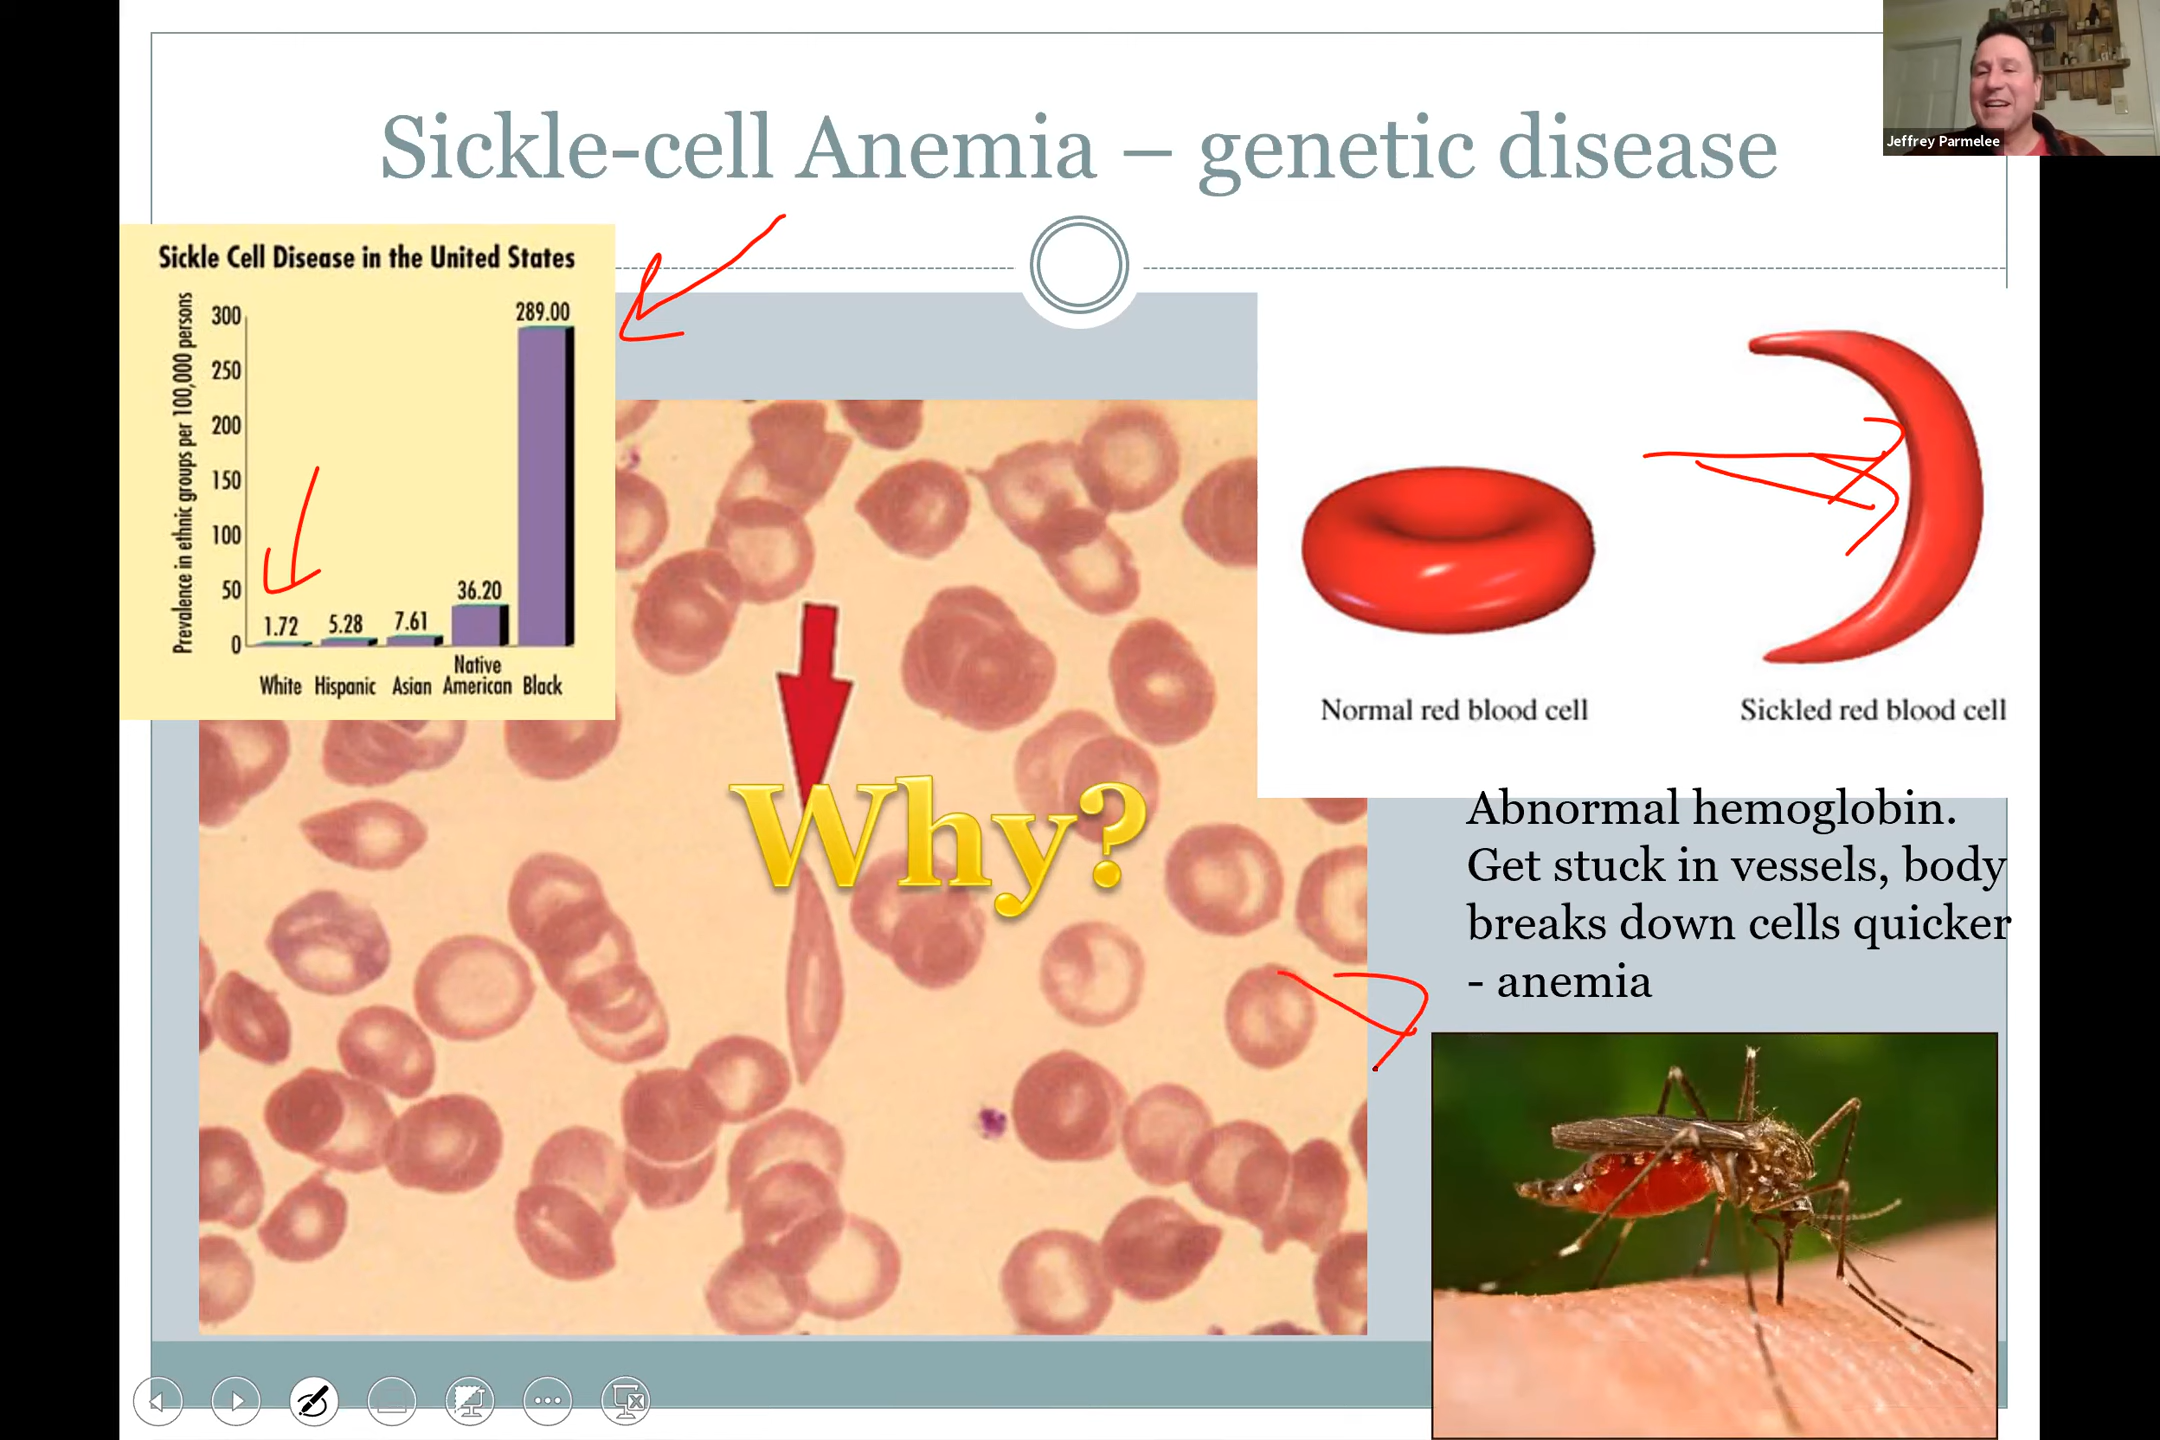 Jeffrey Parmelee
Sickle-cell Anemia – genetic disease
Sickle Cell Disease in the United States
Prevalence in ethnic groups per 100,000 persons
300
250
200
150
100
50
0
1.72
5.28
7.61
36.20
289.00
White
Hispanic
Asian
Native
American
Black
Normal red blood cell
Sickled red blood cell
Why?
Abnormal hemoglobin.
Get stuck in vessels, body
breaks down cells quicker
- anemia